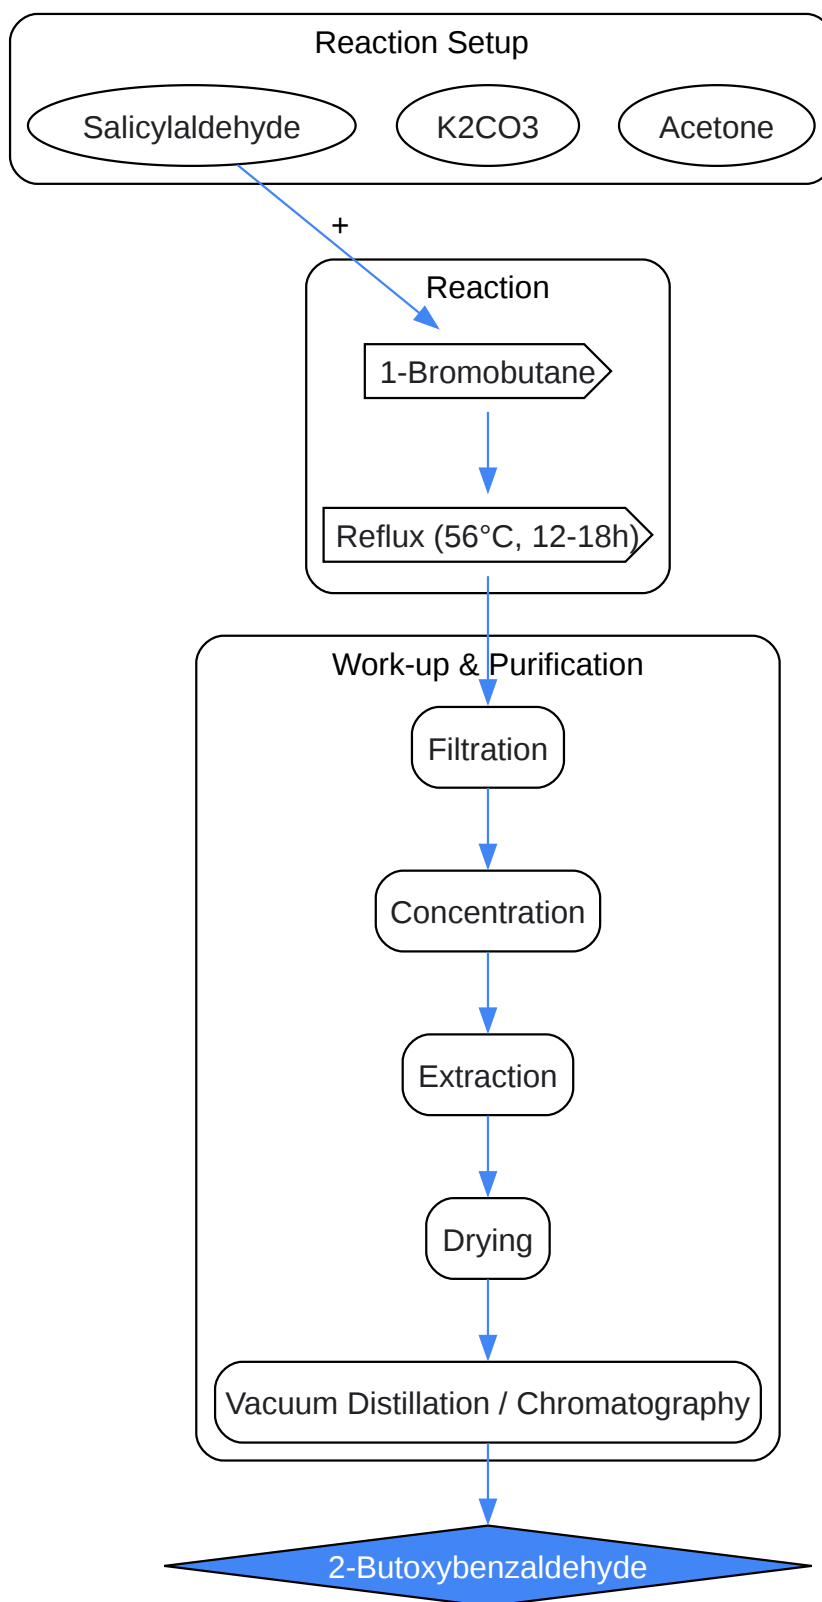 Reaction Setup
Salicylaldehyde
K2CO3
Acetone
+
Reaction
1-Bromobutane
Reflux (56°C, 12-18h)
Work-up & Purification
Filtration
Concentration
Extraction
Drying
Vacuum Distillation / Chromatography
2-Butoxybenzaldehyde